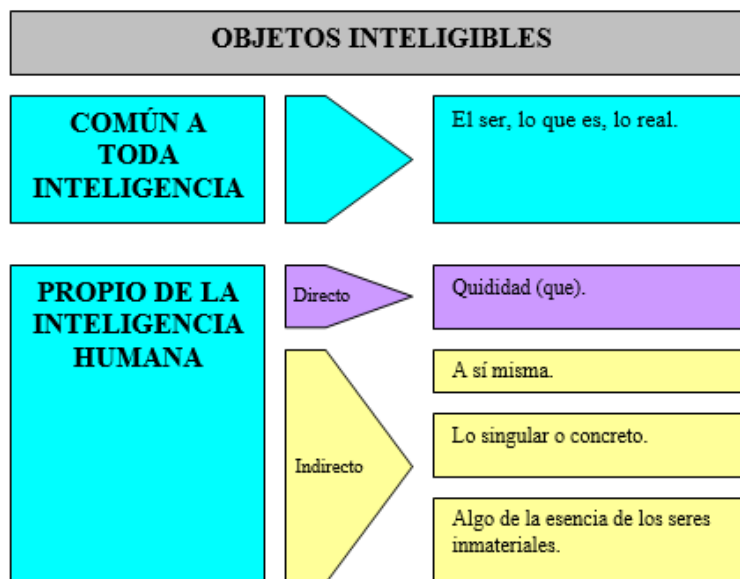 OBJETOS INTELIGIBLES
COMÚN A
TODA
INTELIGENCIA
El ser, lo que es, lo real.
PROPIO DE LA
INTELIGENCIA
HUMANA
Directo
Quididad (que).
Indirecto
A sí misma.
Lo singular o concreto.
Algo de la esencia de los seres
inmateriales.